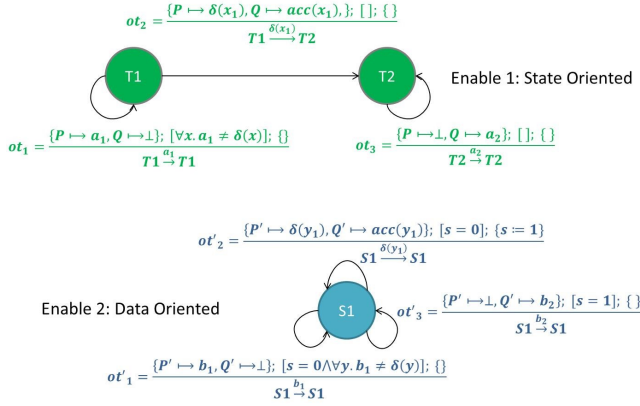 ot₂ = {P ↦ δ(x₁), Q ↦ acc(x₁),}; [ ]; { }
T1 —δ(x₁)→ T2
T1
T2
Enable 1: State Oriented
ot₁ = {P ↦ a₁, Q ↦⊥}; [∀x. a₁ ≠ δ(x)]; {}
T1 —a₁→ T1
ot₃ = {P ↦⊥, Q ↦ a₂}; [ ]; { }
T2 —a₂→ T2
ot′₂ = {P′ ↦ δ(y₁), Q′ ↦ acc(y₁)}; [s = 0]; {s ≔ 1}
S1 —δ(y₁)→ S1
Enable 2: Data Oriented
S1
ot′₃ = {P′ ↦⊥, Q′ ↦ b₂}; [s = 1]; { }
S1 —b₂→ S1
ot′₁ = {P′ ↦ b₁, Q′ ↦⊥}; [s = 0⋀∀y. b₁ ≠ δ(y)]; {}
S1 —b₁→ S1